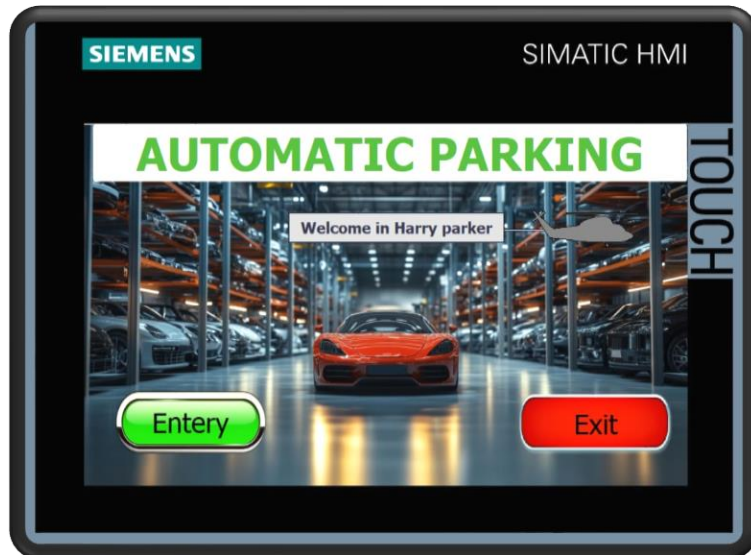 SIEMENS
SIMATIC HMI
TOUCH
AUTOMATIC PARKING
Welcome in Harry parker
Entery
Exit